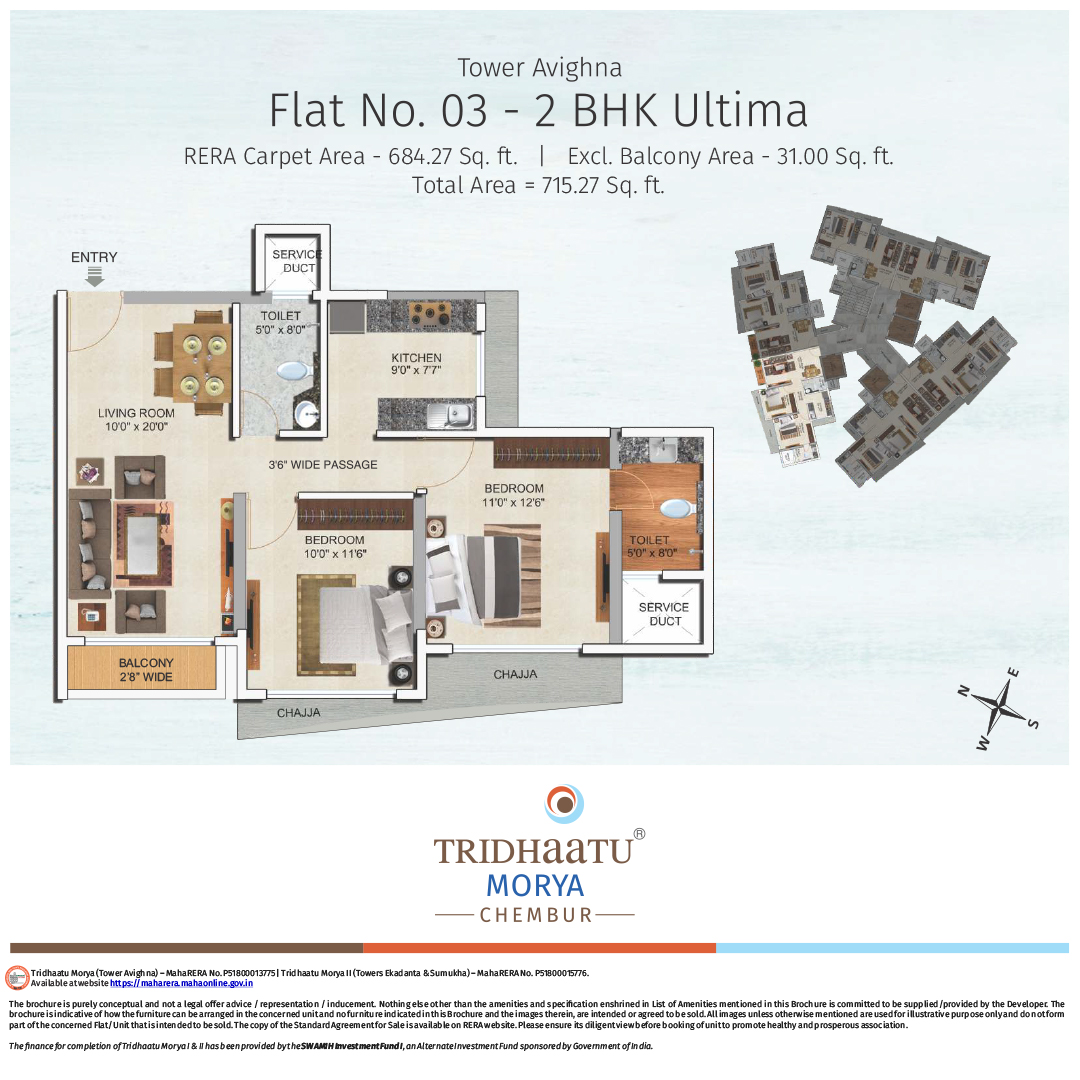 Tower Avighna
Flat No. 03 - 2 BHK Ultima
RERA Carpet Area - 684.27 Sq. ft. | Excl. Balcony Area - 31.00 Sq. ft.
Total Area = 715.27 Sq. ft.
ENTRY
SERVICE
DUCT
TOILET
5'0" x 8'0"
KITCHEN
9'0" x 7'7"
LIVING ROOM
10'0" x 20'0"
3'6" WIDE PASSAGE
BEDROOM
11'0" x 12'6"
BEDROOM
10'0" x 11'6"
TOILET
5'0" x 8'0"
SERVICE
DUCT
BALCONY
2'8" WIDE
CHAJJA
CHAJJA
N
E
S
W
TRIDHaaTU®
MORYA
CHEMBUR
Tridhaatu Morya (Tower Avighna) – MahaRERA No. P51800013775 | Tridhaatu Morya II (Towers Ekadanta & Sumukha) – MahaRERA No. P51800015776.
Available at website https://maharera.mahaonline.gov.in
The brochure is purely conceptual and not a legal offer advice / representation / inducement. Nothing else other than the amenities and specification enshrined in List of Amenities mentioned in this Brochure is committed to be supplied /provided by the Developer. The
brochure is indicative of how the furniture can be arranged in the concerned unit and no furniture indicated in this Brochure and the images therein, are intended or agreed to be sold. All images unless otherwise mentioned are used for illustrative purpose only and do not form
part of the concerned Flat/ Unit that is intended to be sold. The copy of the Standard Agreement for Sale is available on RERA website. Please ensure its diligent view before booking of unit to promote healthy and prosperous association.
The finance for completion of Tridhaatu Morya I & II has been provided by the SWAMIH Investment Fund I, an Alternate Investment Fund sponsored by Government of India.